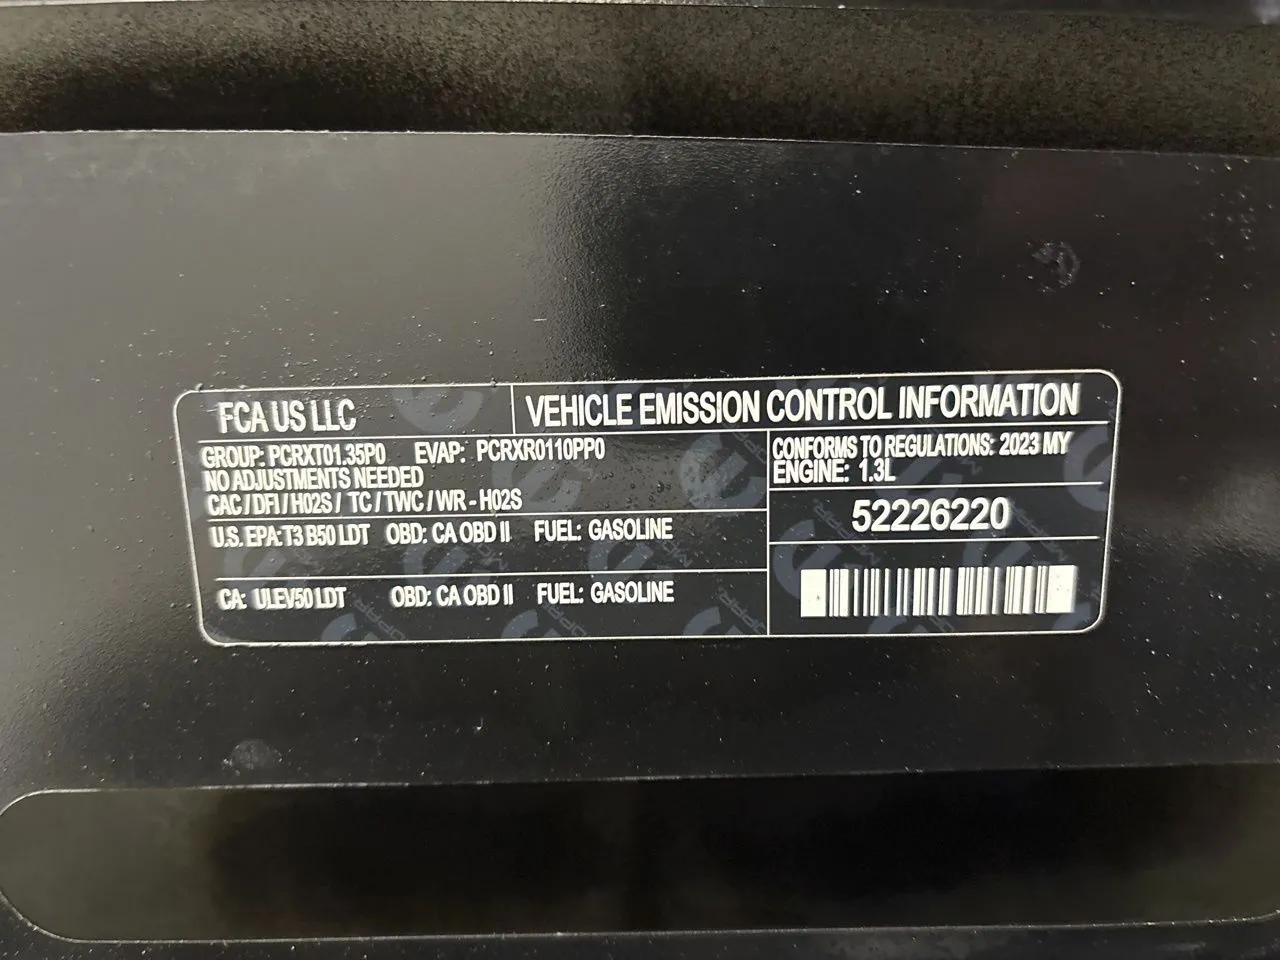 FCA US LLC
VEHICLE EMISSION CONTROL INFORMATION
GROUP: PCRXT01.35P0 EVAP: PCRXR0110PP0
NO ADJUSTMENTS NEEDED
CAC / DFI / H02S / TC / TWC / WR - H02S
U.S. EPA: T3 B50 LDT OBD: CA OBD II FUEL: GASOLINE
CA: ULEV50 LDT OBD: CA OBD II FUEL: GASOLINE
CONFORMS TO REGULATIONS: 2023 MY
ENGINE: 1.3L
52226220